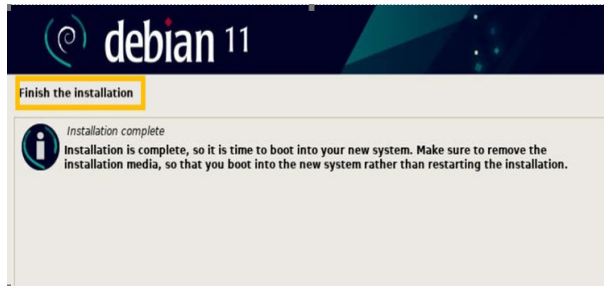 debian 11
Finish the installation
Installation complete
Installation is complete, so it is time to boot into your new system. Make sure to remove the
installation media, so that you boot into the new system rather than restarting the installation.